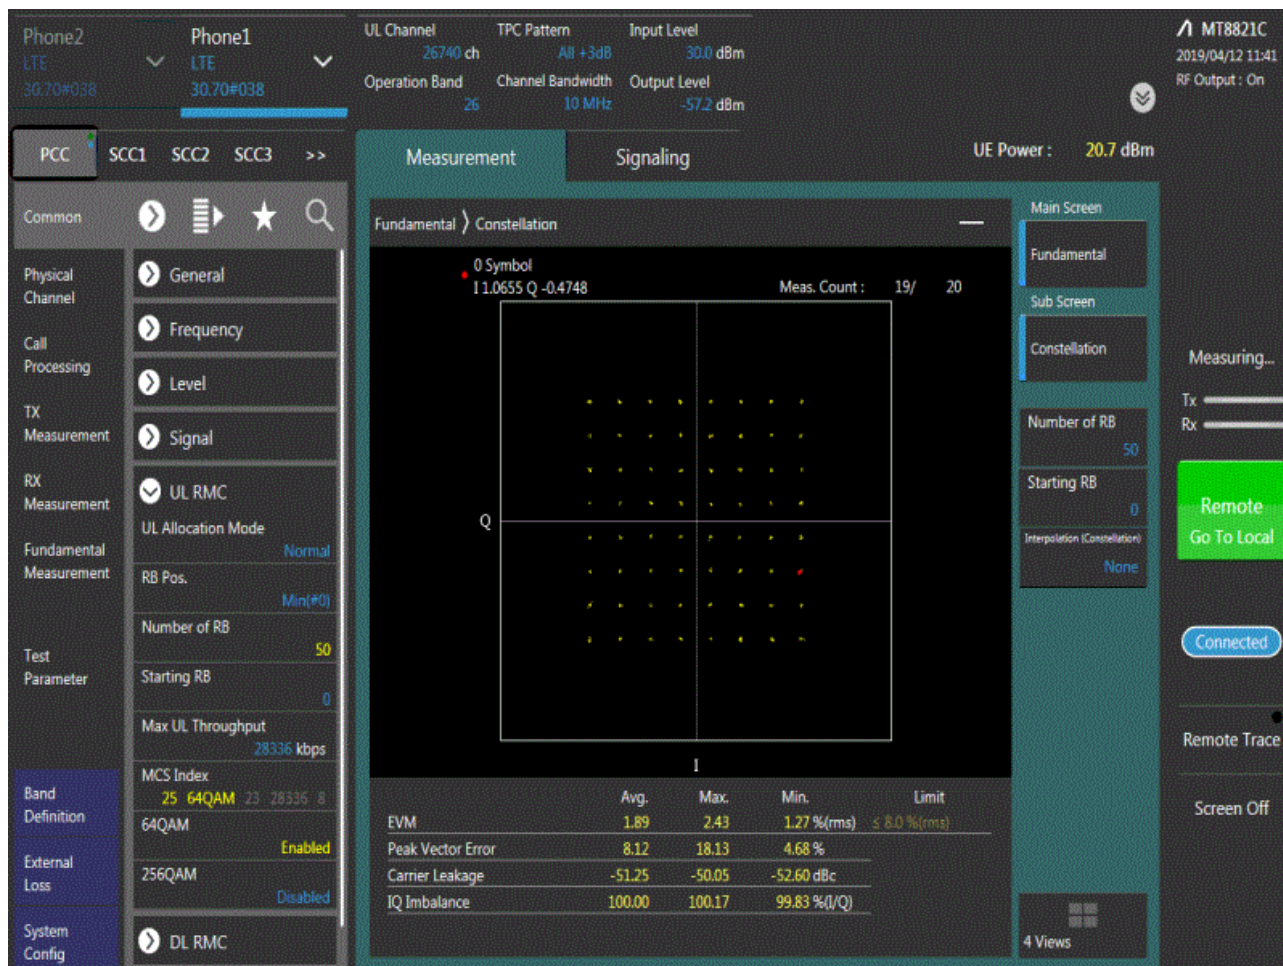 Phone2
LTE
30.70#038
Phone1
LTE
30.70#038
UL Channel
26740 ch
Operation Band
26
TPC Pattern
All +3dB
Channel Bandwidth
10 MHz
Input Level
30.0 dBm
Output Level
-57.2 dBm
MT8821C
2019/04/12 11:41
RF Output : On
PCC SCC1 SCC2 SCC3 >>
Measurement
Signaling
UE Power : 20.7 dBm
Common
Physical
Channel
Call
Processing
TX
Measurement
RX
Measurement
Fundamental
Measurement
Test
Parameter
Band
Definition
External
Loss
System
Config
General
Frequency
Level
Signal
UL RMC
UL Allocation Mode
Normal
RB Pos.
Min(#0)
Number of RB
50
Starting RB
0
Max UL Throughput
28336 kbps
MCS Index
25 64QAM 23 28336 8
64QAM
Enabled
256QAM
Disabled
DL RMC
Fundamental 〉 Constellation
0 Symbol
I 1.0655 Q -0.4748
Meas. Count : 19/ 20
Q
I
Avg. Max. Min. Limit
EVM 1.89 2.43 1.27 %(rms) ≤ 8.0 %(rms)
Peak Vector Error 8.12 18.13 4.68 %
Carrier Leakage -51.25 -50.05 -52.60 dBc
IQ Imbalance 100.00 100.17 99.83 %(I/Q)
Main Screen
Fundamental
Sub Screen
Constellation
Number of RB
50
Starting RB
0
Interpolation (Constellation)
None
4 Views
Measuring...
Tx
Rx
Remote
Go To Local
Connected
Remote Trace
Screen Off